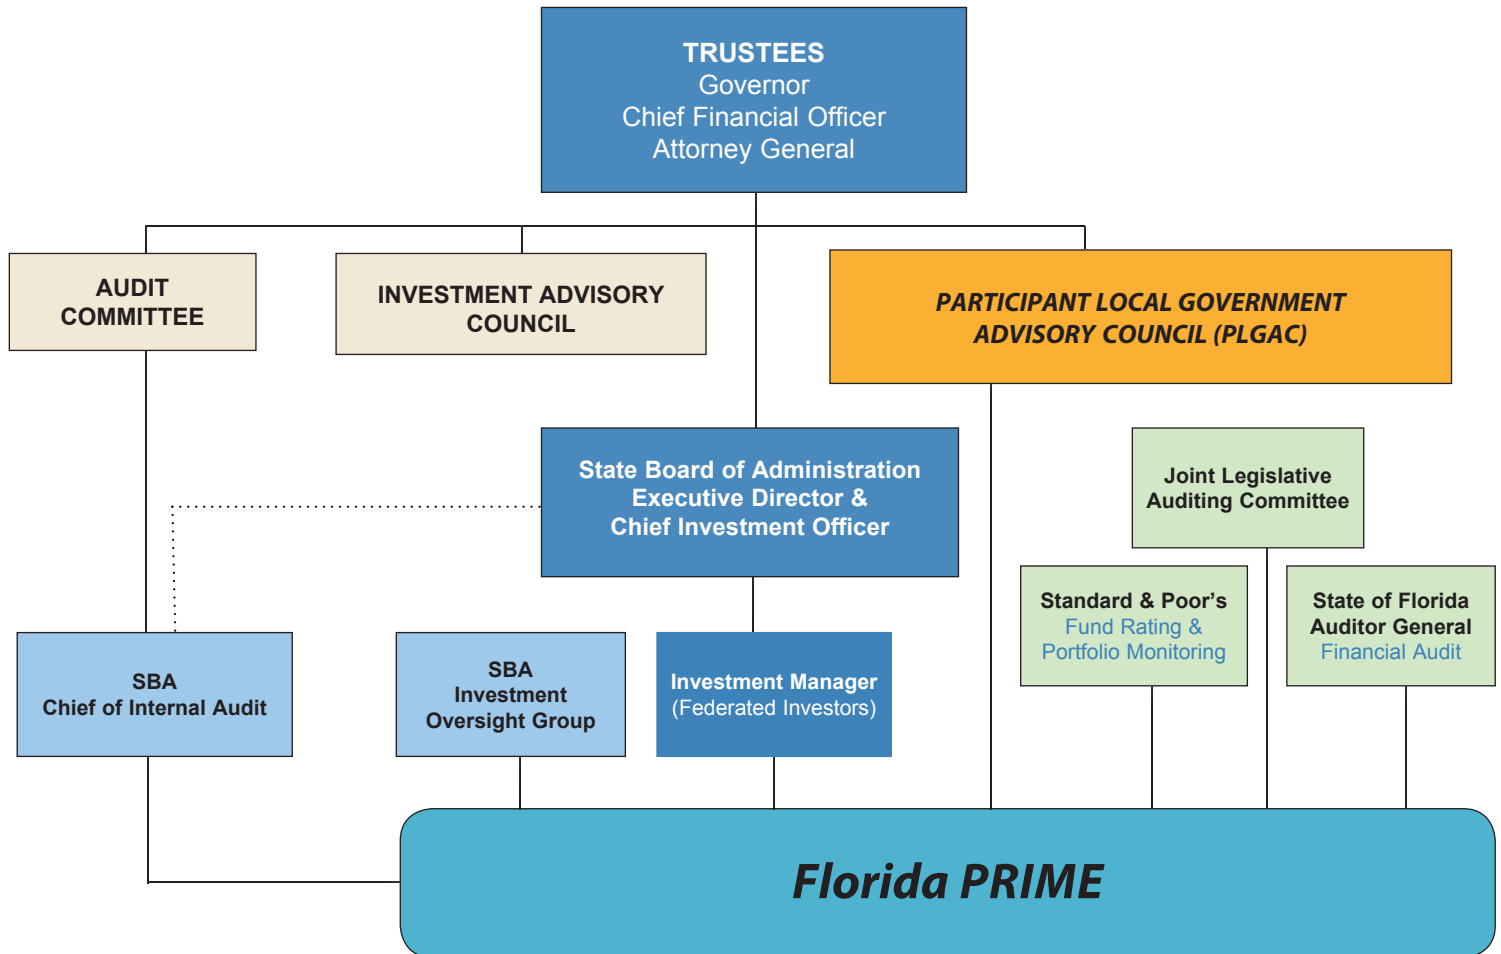 TRUSTEES
Governor
Chief Financial Officer
Attorney General
AUDIT
COMMITTEE
INVESTMENT ADVISORY
COUNCIL
PARTICIPANT LOCAL GOVERNMENT
ADVISORY COUNCIL (PLGAC)
State Board of Administration
Executive Director &
Chief Investment Officer
Joint Legislative
Auditing Committee
Standard & Poor's
Fund Rating &
Portfolio Monitoring
State of Florida
Auditor General
Financial Audit
SBA
Chief of Internal Audit
SBA
Investment
Oversight Group
Investment Manager
(Federated Investors)
Florida PRIME